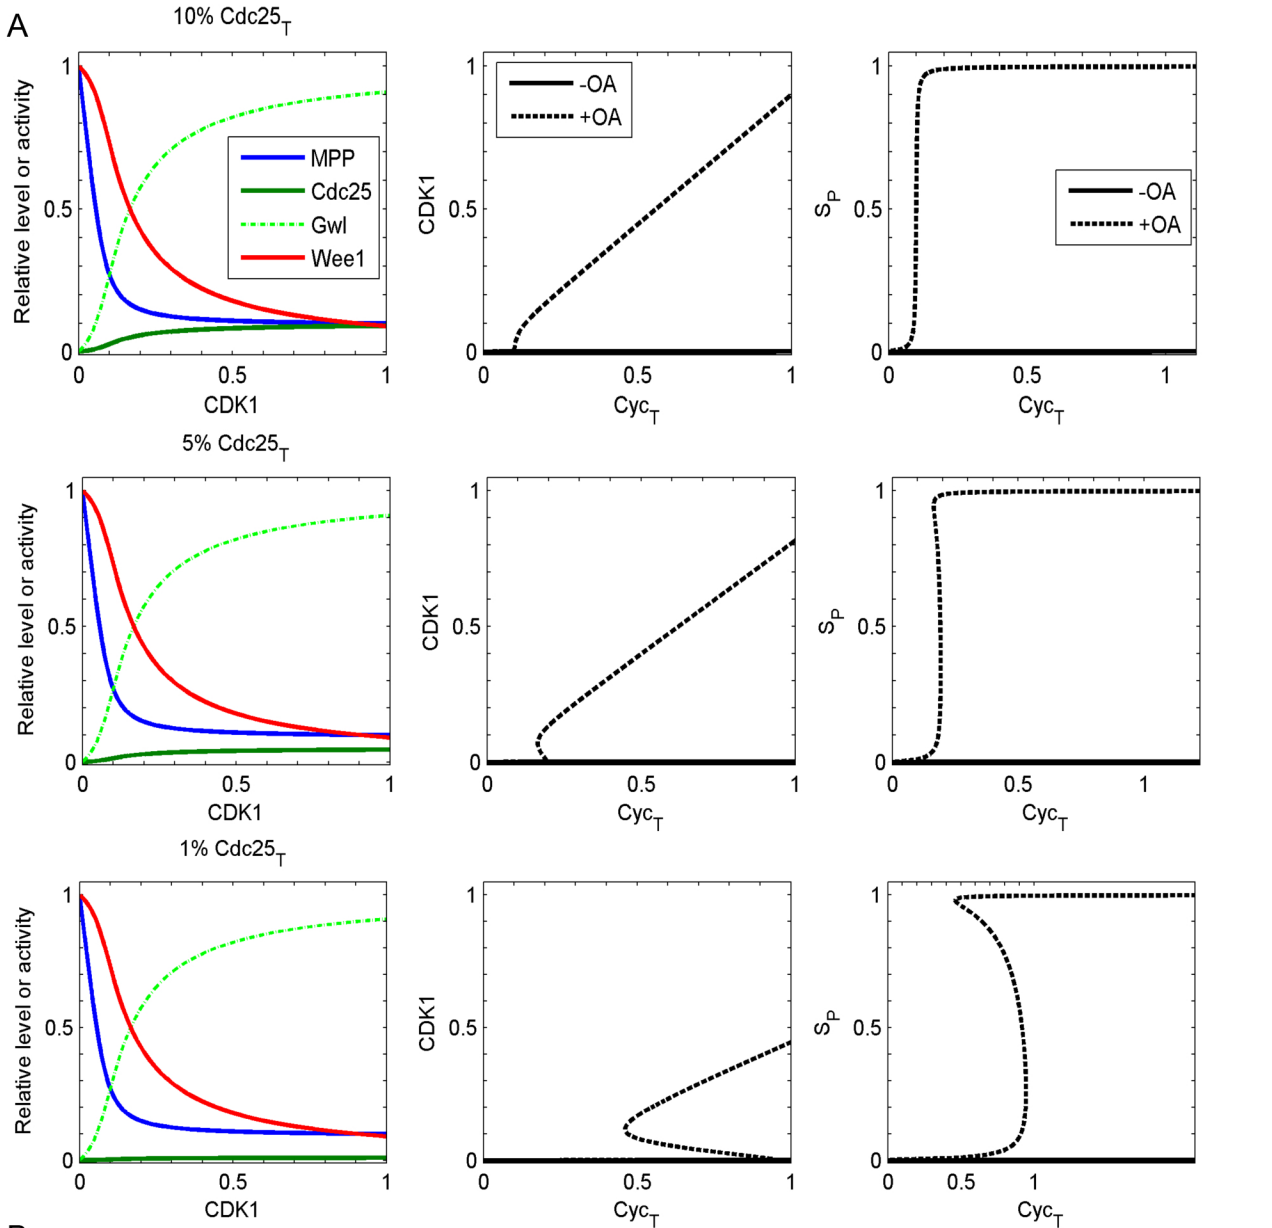 A
10% Cdc25T
Relative level or activity
1
0.5
0
MPP
Cdc25
Gwl
Wee1
0 0.5 1
CDK1
CDK1
1
0.5
0
-OA
+OA
0 0.5 1
CycT
SP
1
0.5
0
-OA
+OA
0 0.5 1
CycT
5% Cdc25T
Relative level or activity
1
0.5
0
0 0.5 1
CDK1
CDK1
1
0.5
0
0 0.5 1
CycT
SP
1
0.5
0
0 0.5 1
CycT
1% Cdc25T
Relative level or activity
1
0.5
0
0 0.5 1
CDK1
CDK1
1
0.5
0
0 0.5 1
CycT
SP
1
0.5
0
0 0.5 1
CycT